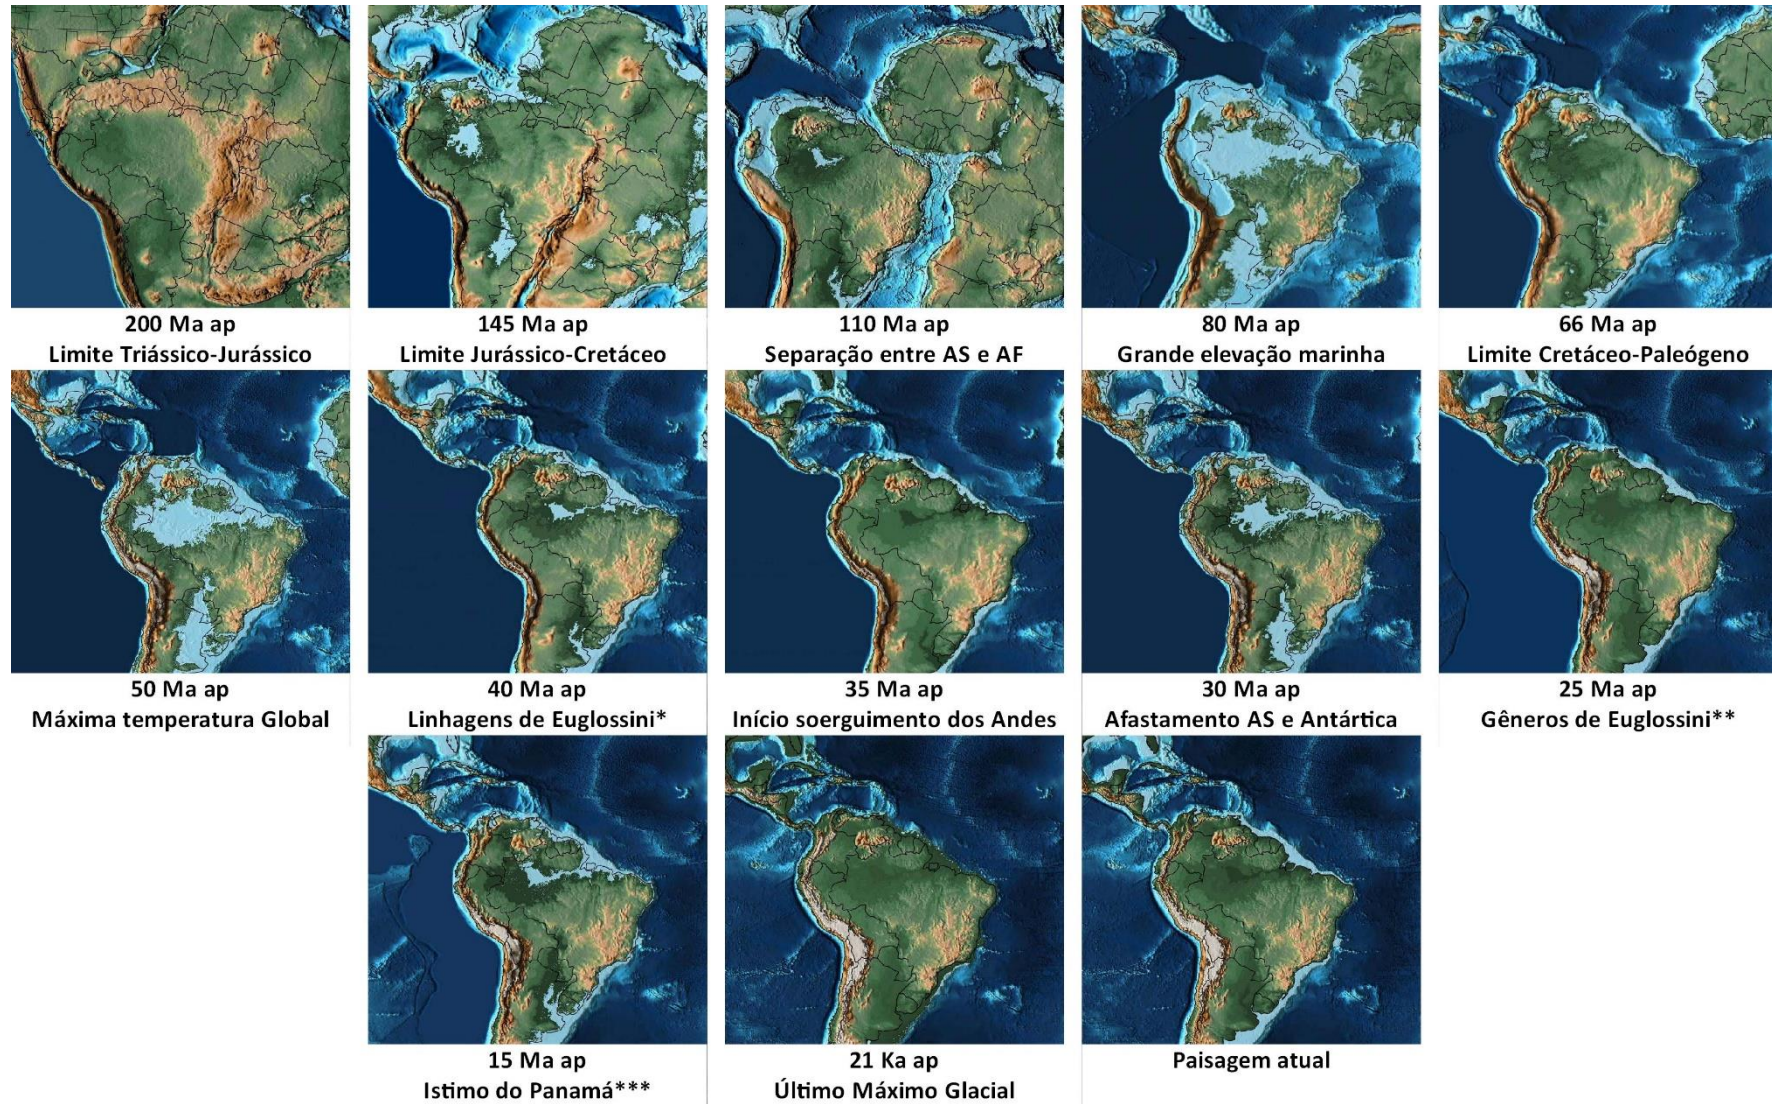 200 Ma ap
Limite Triássico-Jurássico
145 Ma ap
Limite Jurássico-Cretáceo
110 Ma ap
Separação entre AS e AF
80 Ma ap
Grande elevação marinha
66 Ma ap
Limite Cretáceo-Paleógeno
50 Ma ap
Máxima temperatura Global
40 Ma ap
Linhagens de Euglossini*
35 Ma ap
Início soerguimento dos Andes
30 Ma ap
Afastamento AS e Antártica
25 Ma ap
Gêneros de Euglossini**
15 Ma ap
Istimo do Panamá***
21 Ka ap
Último Máximo Glacial
Paisagem atual